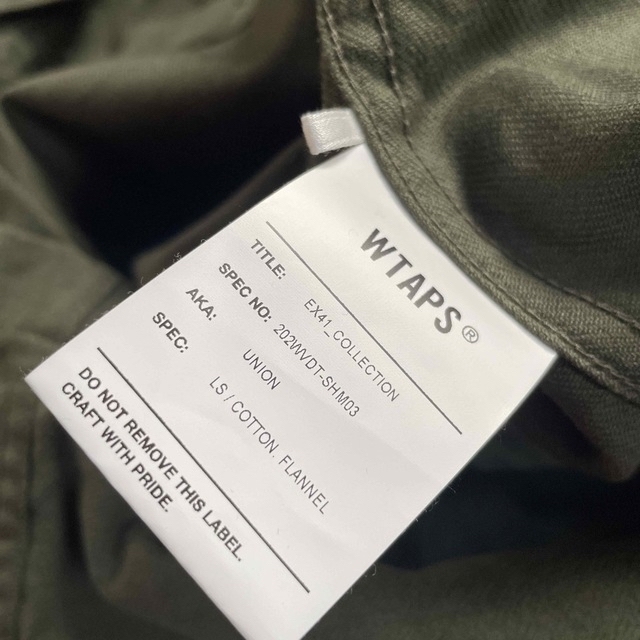 WTAPS®
TITLE: EX41_COLLECTION
SPEC NO: 202WVDT-SHM03
AKA: UNION
SPEC: LS / COTTON. FLANNEL
DO NOT REMOVE THIS LABEL.
CRAFT WITH PRIDE.